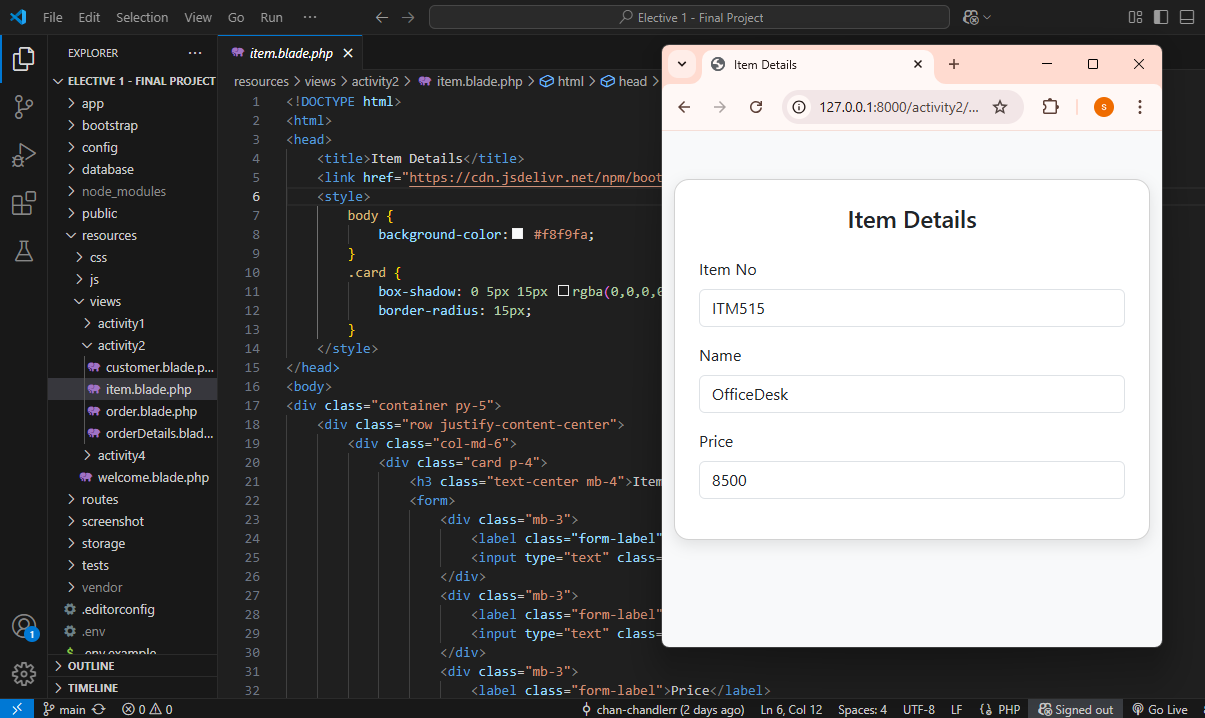 File Edit Selection View Go Run ··· Elective 1 - Final Project
EXPLORER ···
ELECTIVE 1 - FINAL PROJECT
app
bootstrap
config
database
node_modules
public
resources
css
js
views
activity1
activity2
customer.blade.p...
item.blade.php
order.blade.php
orderDetails.blad...
activity4
welcome.blade.php
routes
screenshot
storage
tests
vendor
.editorconfig
.env
.env.example
OUTLINE
TIMELINE
item.blade.php
resources > views > activity2 > item.blade.php > html > head >
1 <!DOCTYPE html>
2 <html>
3 <head>
4 <title>Item Details</title>
5 <link href="https://cdn.jsdelivr.net/npm/boot
6 <style>
7 body {
8 background-color: #f8f9fa;
9 }
10 .card {
11 box-shadow: 0 5px 15px rgba(0,0,0,0
12 border-radius: 15px;
13 }
14 </style>
15 </head>
16 <body>
17 <div class="container py-5">
18 <div class="row justify-content-center">
19 <div class="col-md-6">
20 <div class="card p-4">
21 <h3 class="text-center mb-4">Item
22 <form>
23 <div class="mb-3">
24 <label class="form-label"
25 <input type="text" class=
26 </div>
27 <div class="mb-3">
28 <label class="form-label"
29 <input type="text" class=
30 </div>
31 <div class="mb-3">
32 <label class="form-label">Price</label>
Item Details
127.0.0.1:8000/activity2/...
S
Item Details
Item No
ITM515
Name
OfficeDesk
Price
8500
1
main 0 0 chan-chandlerr (2 days ago) Ln 6, Col 12 Spaces: 4 UTF-8 LF PHP Signed out Go Live